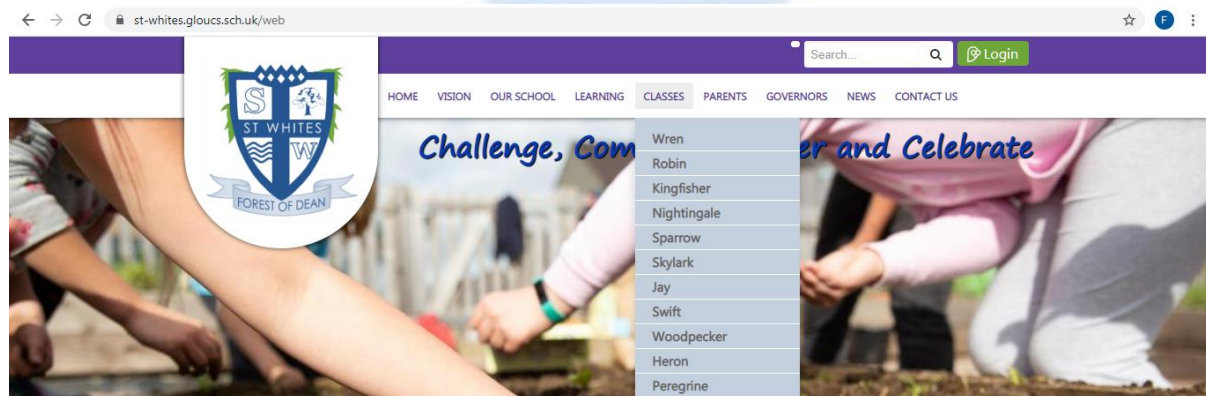 st-whites.gloucs.sch.uk/web
F
Search...
Login
S
ST WHITES
W
FOREST OF DEAN
HOME VISION OUR SCHOOL LEARNING CLASSES PARENTS GOVERNORS NEWS CONTACT US
Challenge, Com er and Celebrate
Wren
Robin
Kingfisher
Nightingale
Sparrow
Skylark
Jay
Swift
Woodpecker
Heron
Peregrine